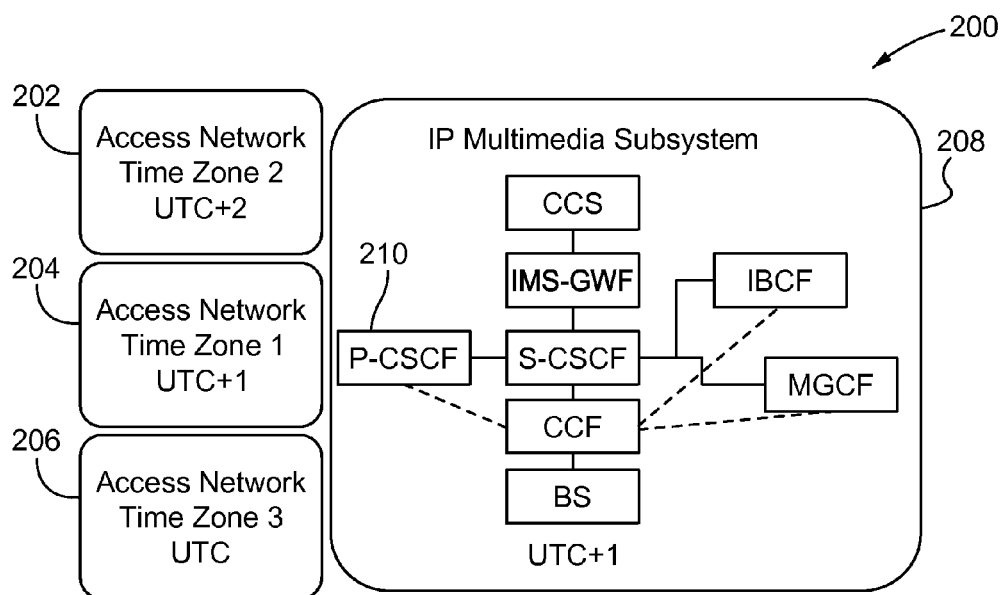 200
202
Access Network
Time Zone 2
UTC+2
204
Access Network
Time Zone 1
UTC+1
206
Access Network
Time Zone 3
UTC
IP Multimedia Subsystem
208
CCS
210
IMS-GWF
IBCF
P-CSCF
S-CSCF
MGCF
CCF
BS
UTC+1